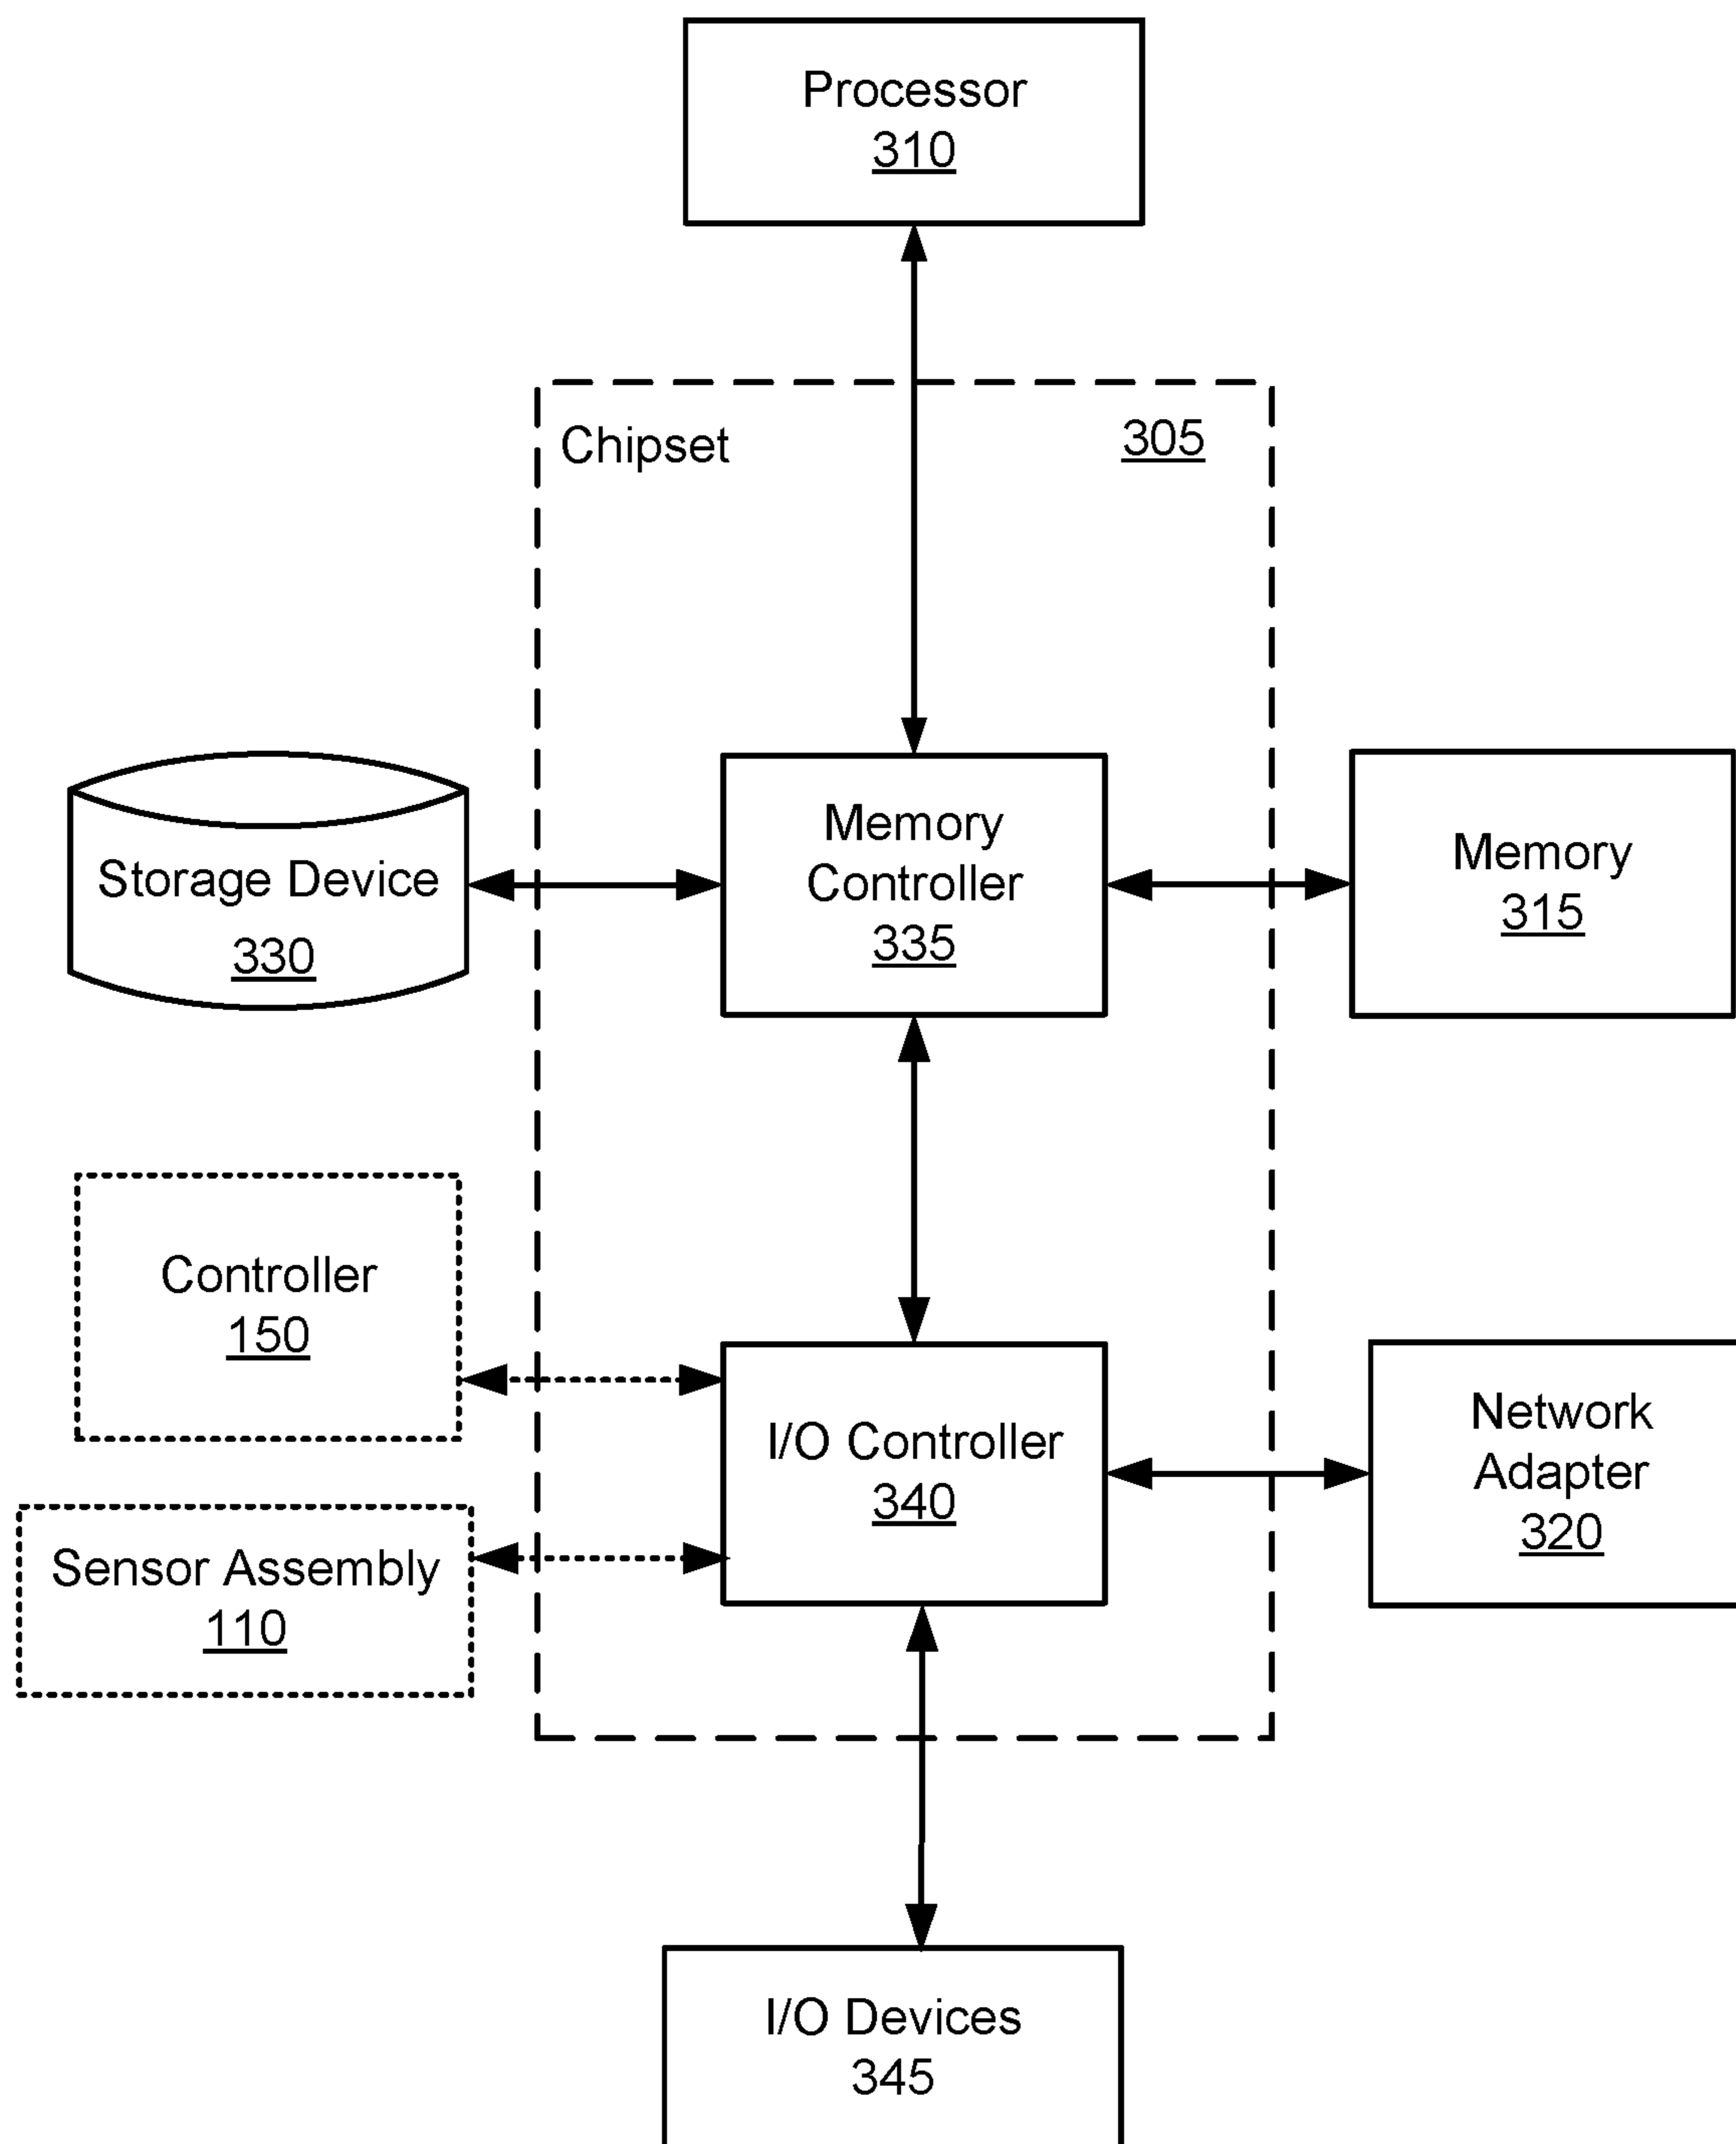 Processor
310
Chipset
305
Storage Device
330
Memory
Controller
335
Memory
315
Controller
150
I/O Controller
340
Network
Adapter
320
Sensor Assembly
110
I/O Devices
345